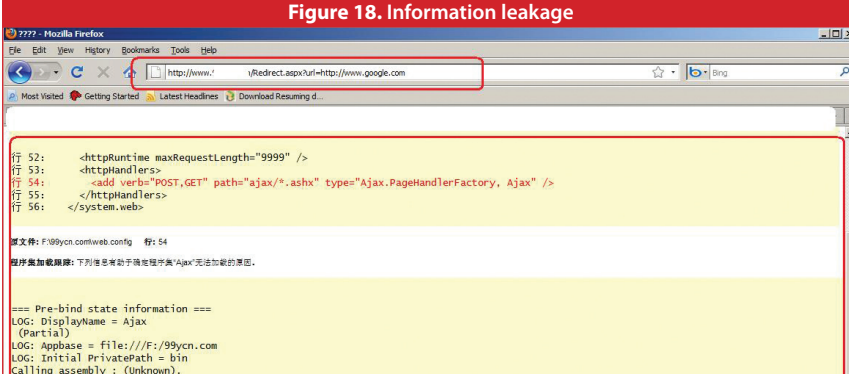 Figure 18. Information leakage
???? - Mozilla Firefox
File Edit View History Bookmarks Tools Help
http://www.' ı/Redirect.aspx?url=http://www.google.com
Bing
Most Visited Getting Started Latest Headlines Download Resuming d...
行 52: <httpRuntime maxRequestLength="9999" />
行 53: <httpHandlers>
行 54: <add verb="POST,GET" path="ajax/*.ashx" type="Ajax.PageHandlerFactory, Ajax" />
行 55: </httpHandlers>
行 56: </system.web>
源文件: F:\99ycn.com\web.config 行: 54
程序集加载跟踪: 下列信息有助于确定程序集“Ajax”无法加载的原因。
=== Pre-bind state information ===
LOG: DisplayName = Ajax
(Partial)
LOG: Appbase = file:///F:/99ycn.com
LOG: Initial PrivatePath = bin
Calling assembly : (Unknown).